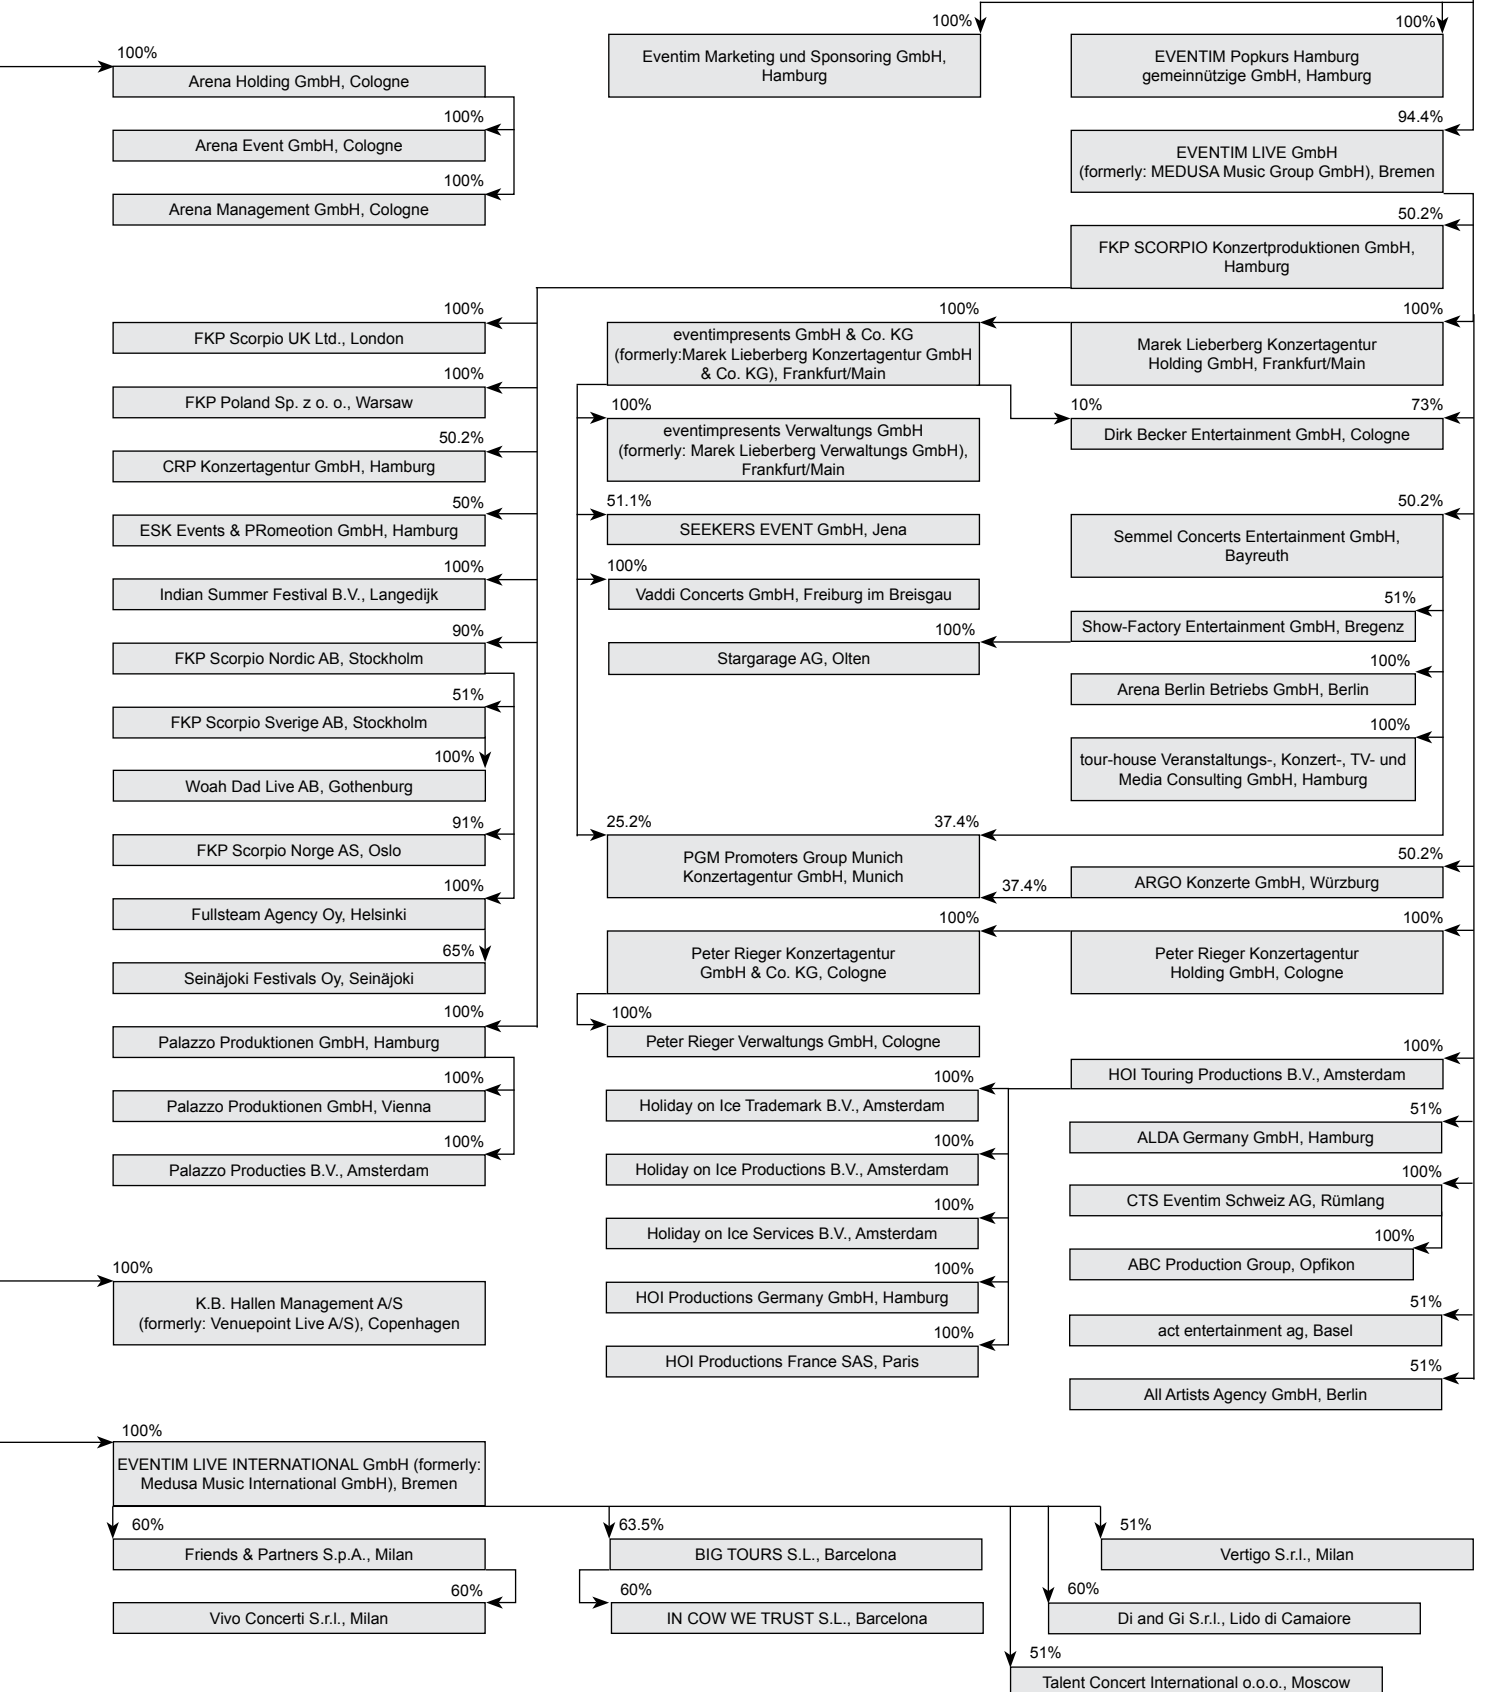 100%
Arena Holding GmbH, Cologne
100%
Arena Event GmbH, Cologne
100%
Arena Management GmbH, Cologne
100%
Eventim Marketing und Sponsoring GmbH,
Hamburg
100%
EVENTIM Popkurs Hamburg
gemeinnützige GmbH, Hamburg
94.4%
EVENTIM LIVE GmbH
(formerly: MEDUSA Music Group GmbH), Bremen
50.2%
FKP SCORPIO Konzertproduktionen GmbH,
Hamburg
100%
FKP Scorpio UK Ltd., London
100%
FKP Poland Sp. z o. o., Warsaw
50.2%
CRP Konzertagentur GmbH, Hamburg
50%
ESK Events & PRomeotion GmbH, Hamburg
100%
Indian Summer Festival B.V., Langedijk
90%
FKP Scorpio Nordic AB, Stockholm
51%
FKP Scorpio Sverige AB, Stockholm
100%
Woah Dad Live AB, Gothenburg
91%
FKP Scorpio Norge AS, Oslo
100%
Fullsteam Agency Oy, Helsinki
65%
Seinäjoki Festivals Oy, Seinäjoki
100%
Palazzo Produktionen GmbH, Hamburg
100%
Palazzo Produktionen GmbH, Vienna
100%
Palazzo Producties B.V., Amsterdam
100%
K.B. Hallen Management A/S
(formerly: Venuepoint Live A/S), Copenhagen
100%
eventimpresents GmbH & Co. KG
(formerly:Marek Lieberberg Konzertagentur GmbH
& Co. KG), Frankfurt/Main
100%
eventimpresents Verwaltungs GmbH
(formerly: Marek Lieberberg Verwaltungs GmbH),
Frankfurt/Main
51.1%
SEEKERS EVENT GmbH, Jena
100%
Vaddi Concerts GmbH, Freiburg im Breisgau
100%
Stargarage AG, Olten
25.2% 37.4%
PGM Promoters Group Munich
Konzertagentur GmbH, Munich
37.4%
100%
Peter Rieger Konzertagentur
GmbH & Co. KG, Cologne
100%
Peter Rieger Verwaltungs GmbH, Cologne
100%
Holiday on Ice Trademark B.V., Amsterdam
100%
Holiday on Ice Productions B.V., Amsterdam
100%
Holiday on Ice Services B.V., Amsterdam
100%
HOI Productions Germany GmbH, Hamburg
100%
HOI Productions France SAS, Paris
100%
Marek Lieberberg Konzertagentur
Holding GmbH, Frankfurt/Main
10% 73%
Dirk Becker Entertainment GmbH, Cologne
50.2%
Semmel Concerts Entertainment GmbH,
Bayreuth
51%
Show-Factory Entertainment GmbH, Bregenz
100%
Arena Berlin Betriebs GmbH, Berlin
100%
tour-house Veranstaltungs-, Konzert-, TV- und
Media Consulting GmbH, Hamburg
50.2%
ARGO Konzerte GmbH, Würzburg
100%
Peter Rieger Konzertagentur
Holding GmbH, Cologne
100%
HOI Touring Productions B.V., Amsterdam
51%
ALDA Germany GmbH, Hamburg
100%
CTS Eventim Schweiz AG, Rümlang
100%
ABC Production Group, Opfikon
51%
act entertainment ag, Basel
51%
All Artists Agency GmbH, Berlin
100%
EVENTIM LIVE INTERNATIONAL GmbH (formerly:
Medusa Music International GmbH), Bremen
60%
Friends & Partners S.p.A., Milan
60%
Vivo Concerti S.r.l., Milan
63.5%
BIG TOURS S.L., Barcelona
60%
IN COW WE TRUST S.L., Barcelona
51%
Vertigo S.r.l., Milan
60%
Di and Gi S.r.l., Lido di Camaiore
51%
Talent Concert International o.o.o., Moscow